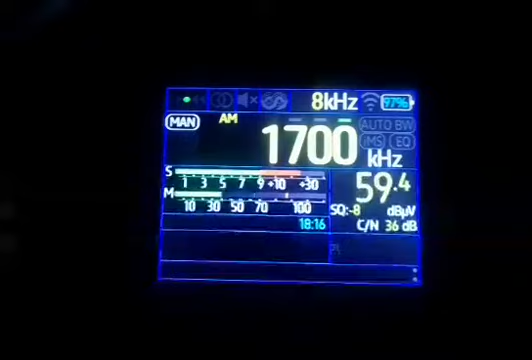 8kHz 97%
MAN AM AUTO BW
1700 kHz iMS EQ
S 1 3 5 7 9 +10 +30
M 10 30 50 70 100
59.4 dBµV
SQ:-8
18:16 C/N 36 dB